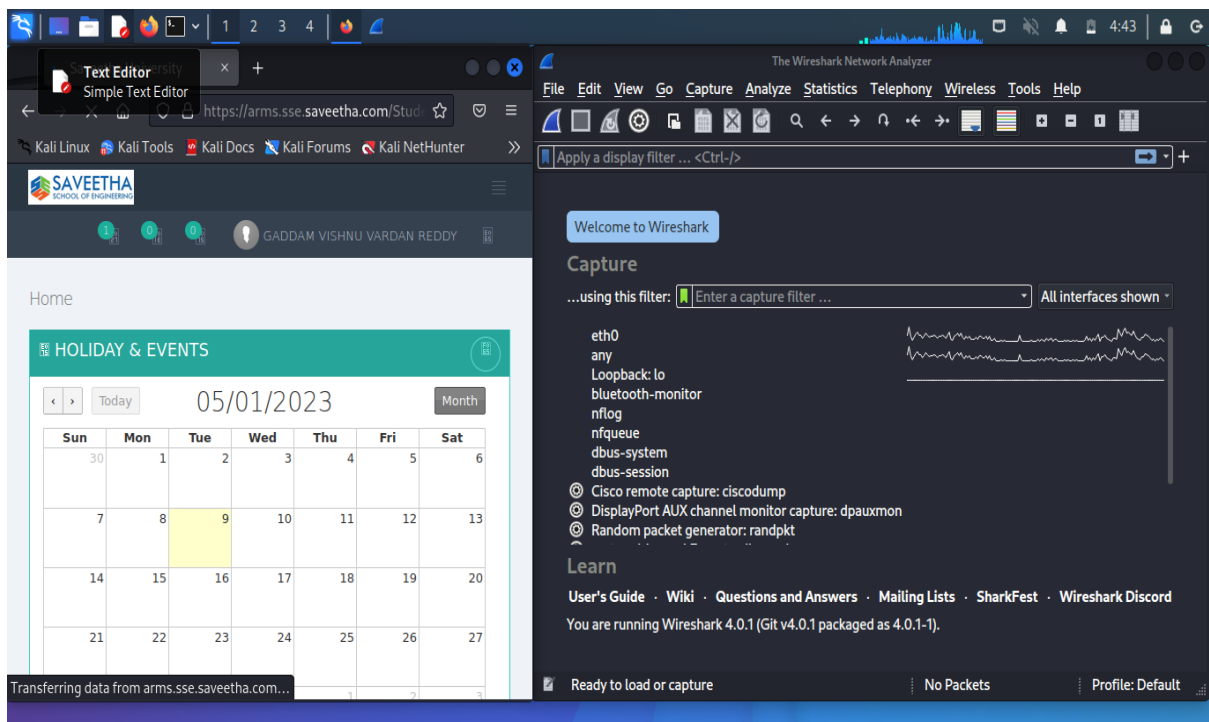 1 2 3 4
4:43
Text Editor
Simple Text Editor
https://arms.sse.saveetha.com/Stud
Kali Linux Kali Tools Kali Docs Kali Forums Kali NetHunter
SAVEETHA
SCHOOL OF ENGINEERING
1 0 0 GADDAM VISHNU VARDAN REDDY
Home
HOLIDAY & EVENTS
Today 05/01/2023 Month
Sun Mon Tue Wed Thu Fri Sat
30 1 2 3 4 5 6
7 8 9 10 11 12 13
14 15 16 17 18 19 20
21 22 23 24 25 26 27
1 2 3
Transferring data from arms.sse.saveetha.com...
The Wireshark Network Analyzer
File Edit View Go Capture Analyze Statistics Telephony Wireless Tools Help
Apply a display filter ... <Ctrl-/>
Welcome to Wireshark
Capture
...using this filter: Enter a capture filter ... All interfaces shown
eth0
any
Loopback: lo
bluetooth-monitor
nflog
nfqueue
dbus-system
dbus-session
Cisco remote capture: ciscodump
DisplayPort AUX channel monitor capture: dpauxmon
Random packet generator: randpkt
Learn
User's Guide · Wiki · Questions and Answers · Mailing Lists · SharkFest · Wireshark Discord
You are running Wireshark 4.0.1 (Git v4.0.1 packaged as 4.0.1-1).
Ready to load or capture No Packets Profile: Default